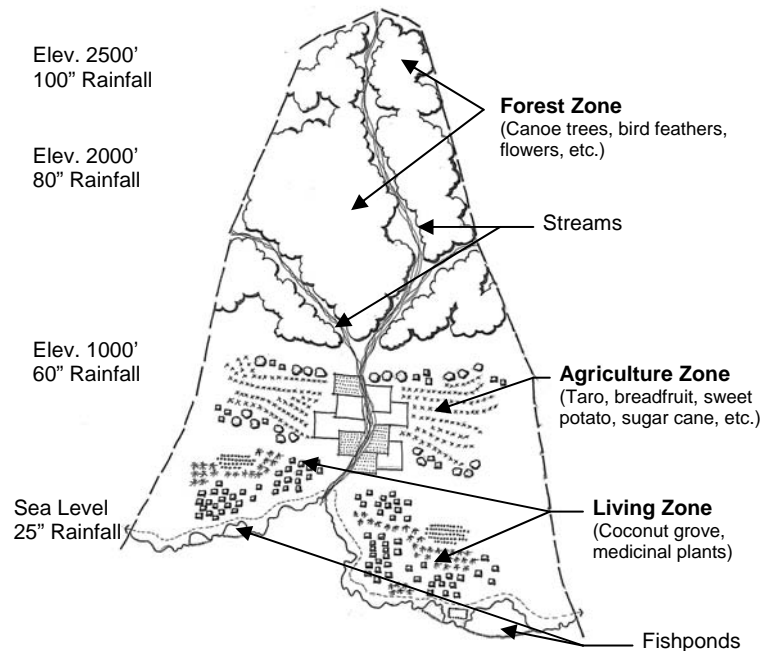 Elev. 2500’
100” Rainfall
Forest Zone
(Canoe trees, bird feathers,
flowers, etc.)
Elev. 2000’
80” Rainfall
Streams
Elev. 1000’
60” Rainfall
Agriculture Zone
(Taro, breadfruit, sweet
potato, sugar cane, etc.)
Sea Level
25” Rainfall
Living Zone
(Coconut grove,
medicinal plants)
Fishponds